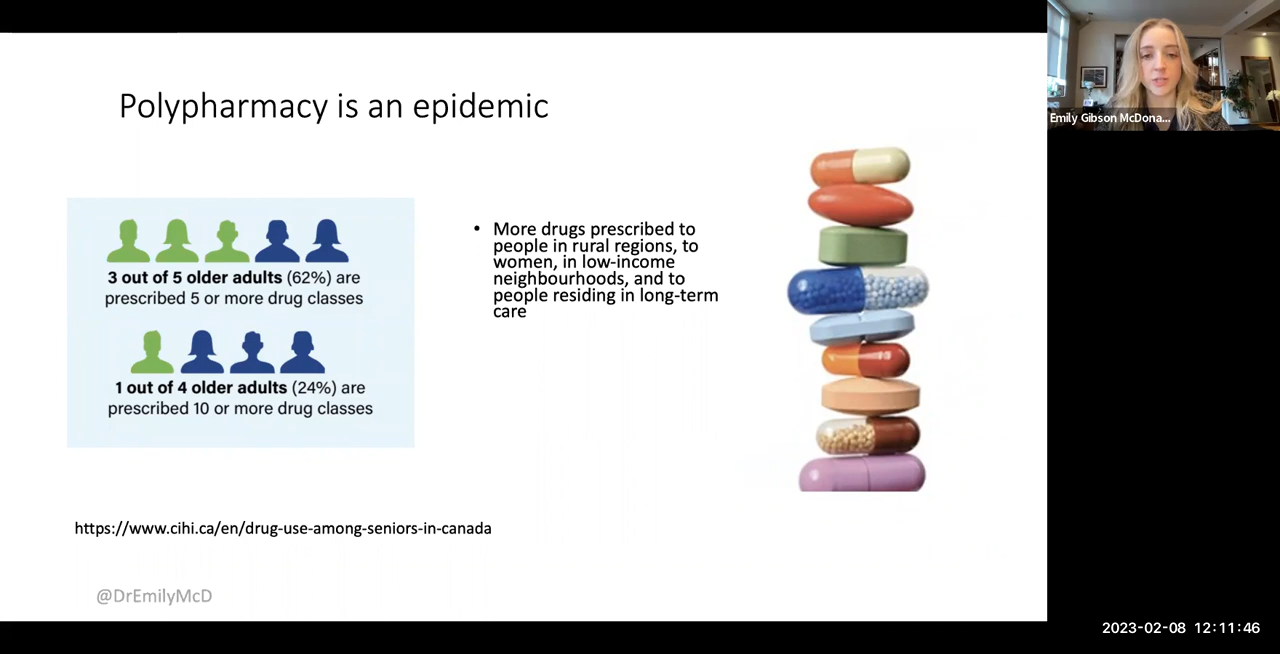 Polypharmacy is an epidemic
3 out of 5 older adults (62%) are
prescribed 5 or more drug classes
1 out of 4 older adults (24%) are
prescribed 10 or more drug classes
• More drugs prescribed to
people in rural regions, to
women, in low-income
neighbourhoods, and to
people residing in long-term
care
https://www.cihi.ca/en/drug-use-among-seniors-in-canada
@DrEmilyMcD
Emily Gibson McDona...
2023-02-08 12:11:46